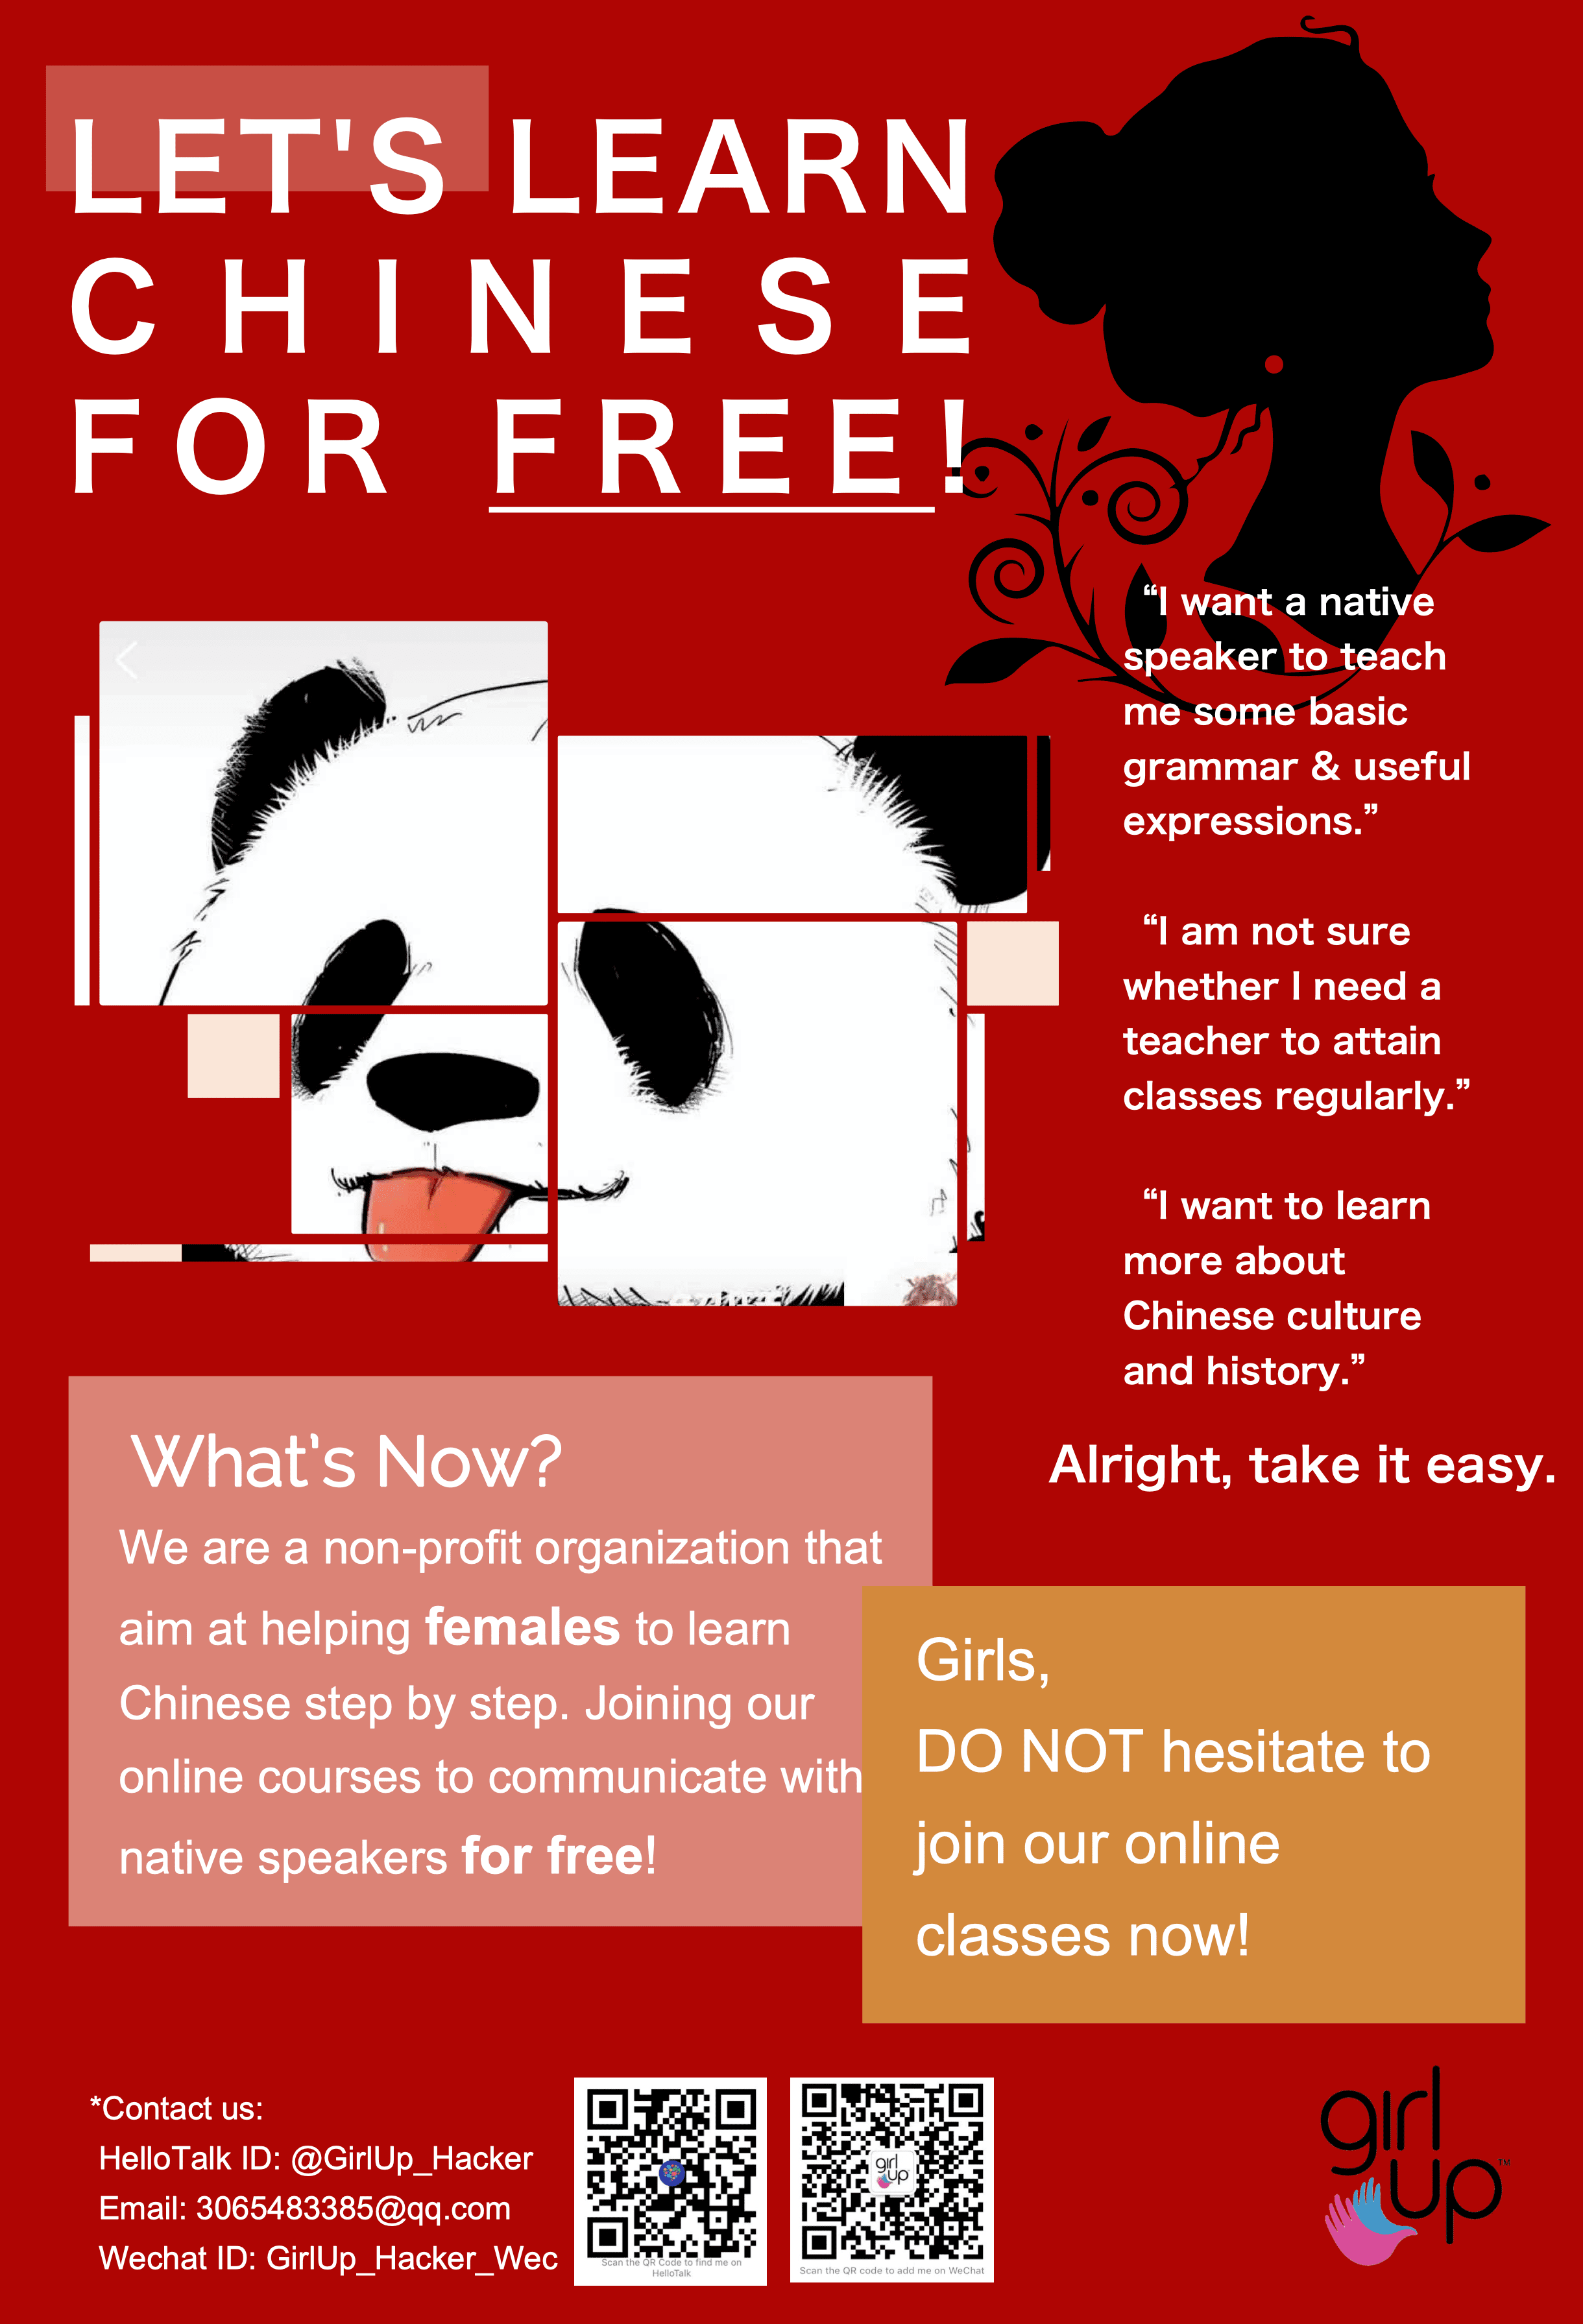 LET'S LEARN
CHINESE
FOR FREE!
“I want a native
speaker to teach
me some basic
grammar & useful
expressions.”
“I am not sure
whether I need a
teacher to attain
classes regularly.”
“I want to learn
more about
Chinese culture
and history.”
Alright, take it easy.
What's Now?
We are a non-profit organization that
aim at helping females to learn
Chinese step by step. Joining our
online courses to communicate with
native speakers for free!
Girls,
DO NOT hesitate to
join our online
classes now!
*Contact us:
HelloTalk ID: @GirlUp_Hacker
Email: 3065483385@qq.com
Wechat ID: GirlUp_Hacker_Wec
Scan the QR Code to find me on
HelloTalk
girl
up
Scan the QR code to add me on WeChat
girl
up™